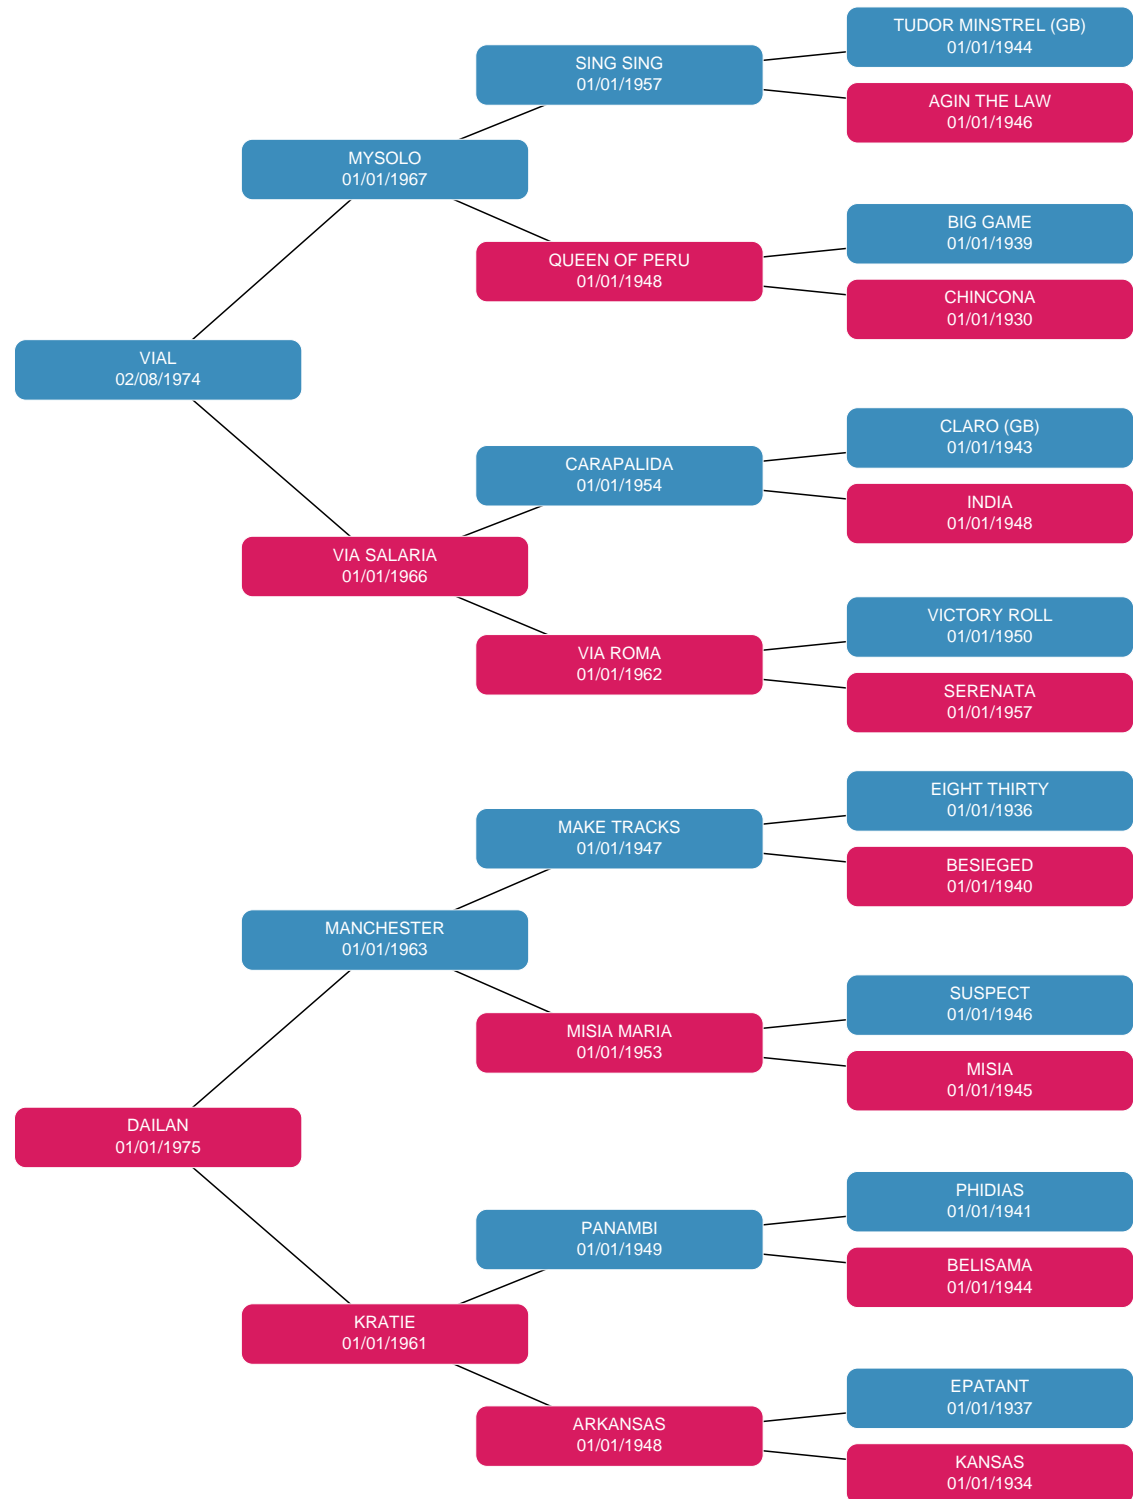 TUDOR MINSTREL (GB)
01/01/1944
SING SING
01/01/1957
AGIN THE LAW
01/01/1946
MYSOLO
01/01/1967
BIG GAME
01/01/1939
QUEEN OF PERU
01/01/1948
CHINCONA
01/01/1930
VIAL
02/08/1974
CLARO (GB)
01/01/1943
CARAPALIDA
01/01/1954
INDIA
01/01/1948
VIA SALARIA
01/01/1966
VICTORY ROLL
01/01/1950
VIA ROMA
01/01/1962
SERENATA
01/01/1957
EIGHT THIRTY
01/01/1936
MAKE TRACKS
01/01/1947
BESIEGED
01/01/1940
MANCHESTER
01/01/1963
SUSPECT
01/01/1946
MISIA MARIA
01/01/1953
MISIA
01/01/1945
DAILAN
01/01/1975
PHIDIAS
01/01/1941
PANAMBI
01/01/1949
BELISAMA
01/01/1944
KRATIE
01/01/1961
EPATANT
01/01/1937
ARKANSAS
01/01/1948
KANSAS
01/01/1934